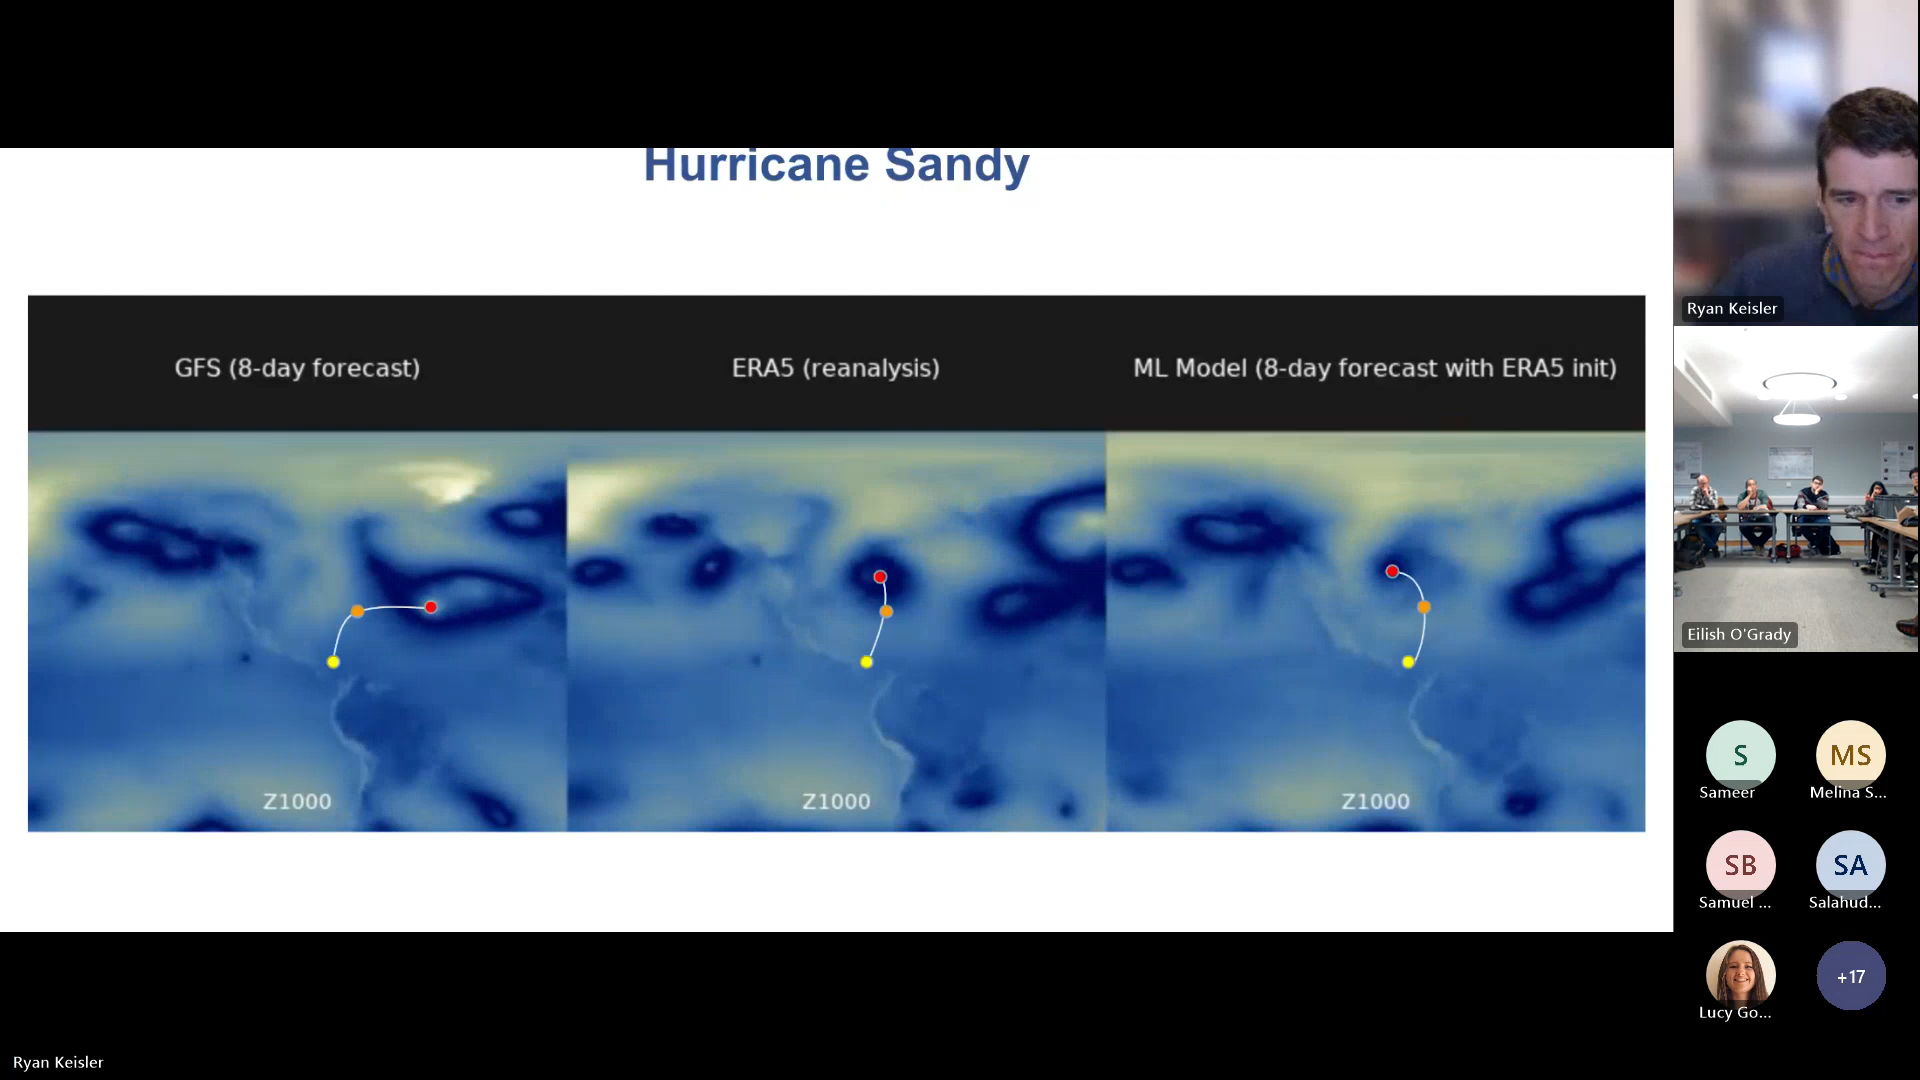 Hurricane Sandy
GFS (8-day forecast)
ERA5 (reanalysis)
ML Model (8-day forecast with ERA5 init)
Z1000
Z1000
Z1000
Ryan Keisler
Eilish O'Grady
S
MS
Sameer
Melina S...
SB
SA
Samuel ...
Salahud...
+17
Lucy Go...
Ryan Keisler